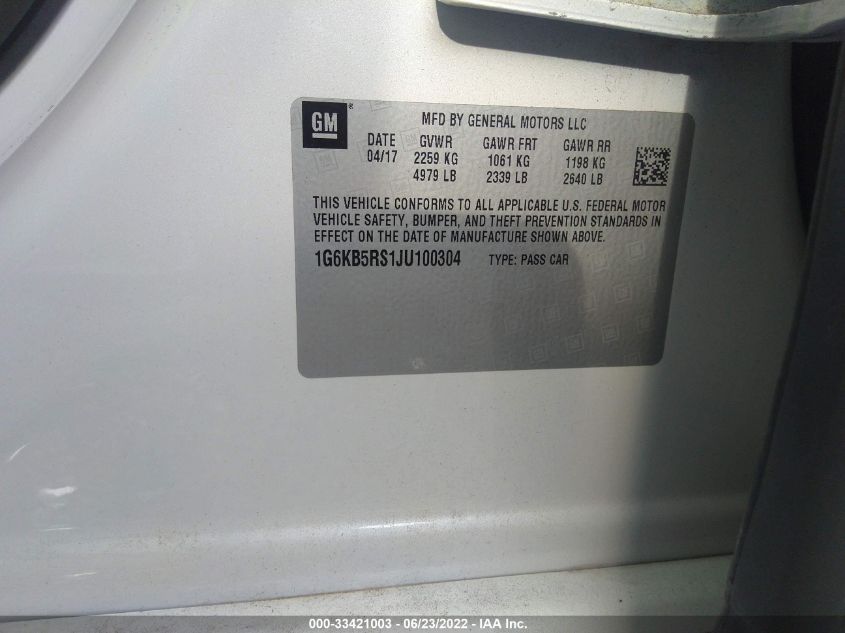 GM ®
MFD BY GENERAL MOTORS LLC
DATE GVWR GAWR FRT GAWR RR
04/17 2259 KG 1061 KG 1198 KG
4979 LB 2339 LB 2640 LB
THIS VEHICLE CONFORMS TO ALL APPLICABLE U.S. FEDERAL MOTOR
VEHICLE SAFETY, BUMPER, AND THEFT PREVENTION STANDARDS IN
EFFECT ON THE DATE OF MANUFACTURE SHOWN ABOVE.
1G6KB5RS1JU100304 TYPE: PASS CAR
000-33421003 - 06/23/2022 - IAA Inc.